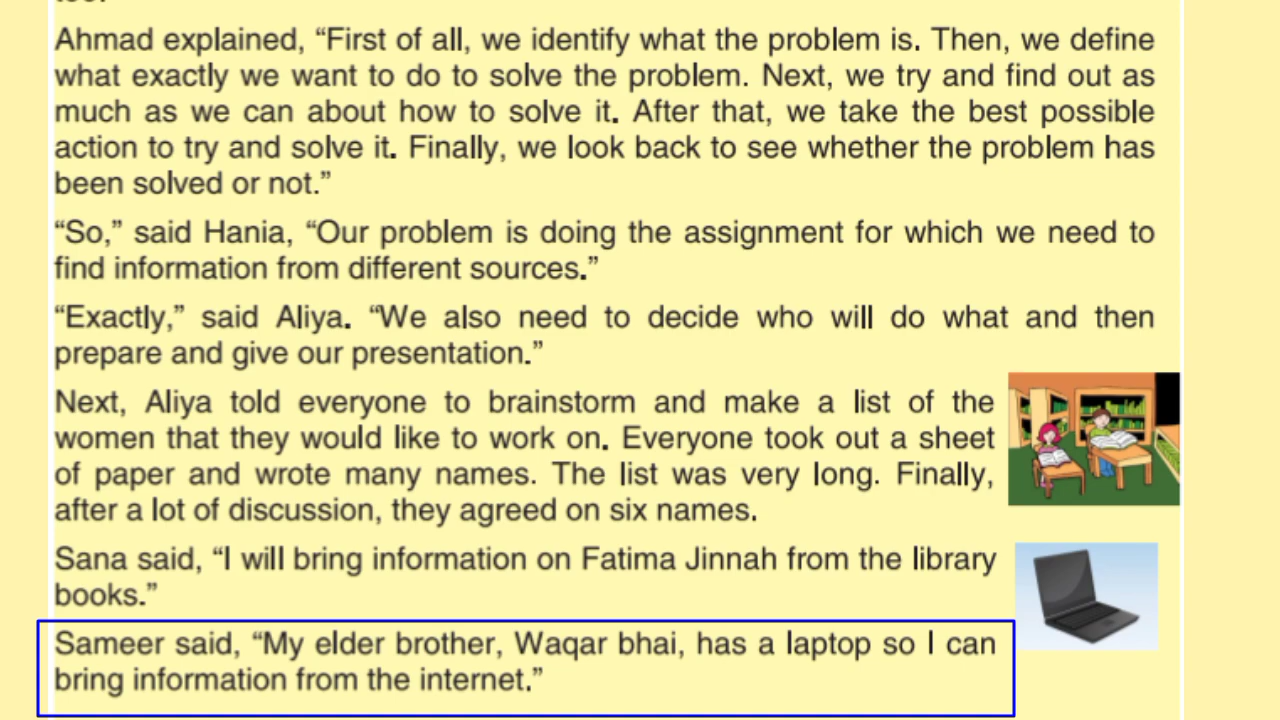 too."
Ahmad explained, “First of all, we identify what the problem is. Then, we define
what exactly we want to do to solve the problem. Next, we try and find out as
much as we can about how to solve it. After that, we take the best possible
action to try and solve it. Finally, we look back to see whether the problem has
been solved or not.”
“So,” said Hania, “Our problem is doing the assignment for which we need to
find information from different sources.”
“Exactly,” said Aliya. “We also need to decide who will do what and then
prepare and give our presentation.”
Next, Aliya told everyone to brainstorm and make a list of the
women that they would like to work on. Everyone took out a sheet
of paper and wrote many names. The list was very long. Finally,
after a lot of discussion, they agreed on six names.
Sana said, “I will bring information on Fatima Jinnah from the library
books.”
Sameer said, “My elder brother, Waqar bhai, has a laptop so I can
bring information from the internet.”